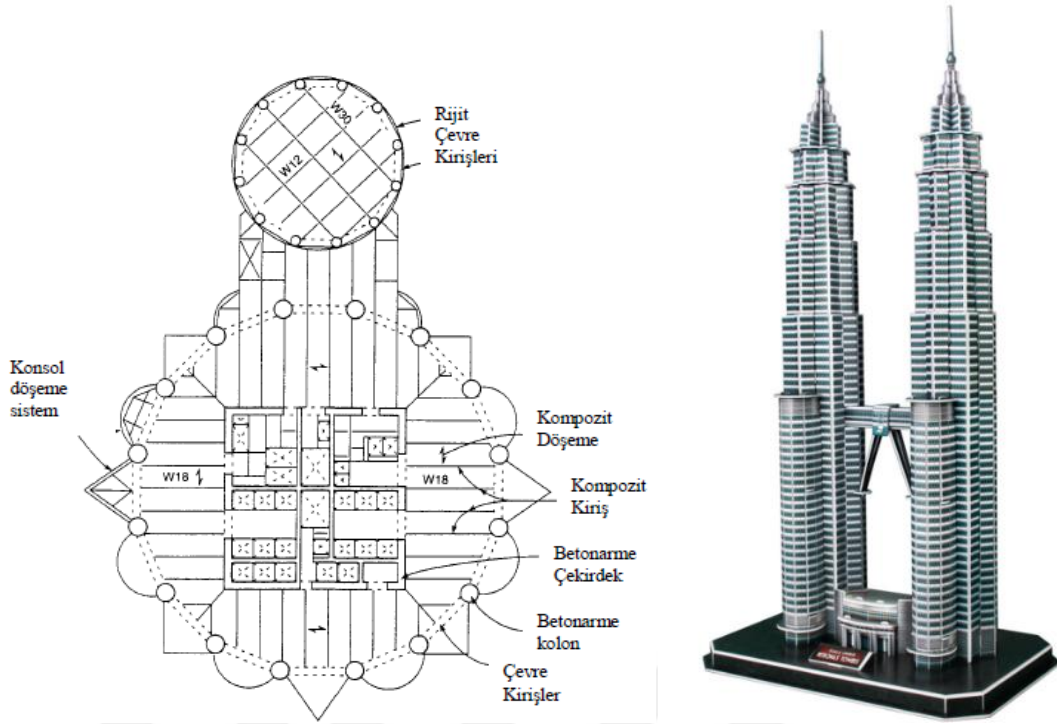 Rijit
Çevre
Kirişleri
W30
W12
Konsol
döşeme
sistem
Kompozit
Döşeme
W18
W18
Kompozit
Kiriş
Betonarme
Çekirdek
Betonarme
kolon
Çevre
Kirişler